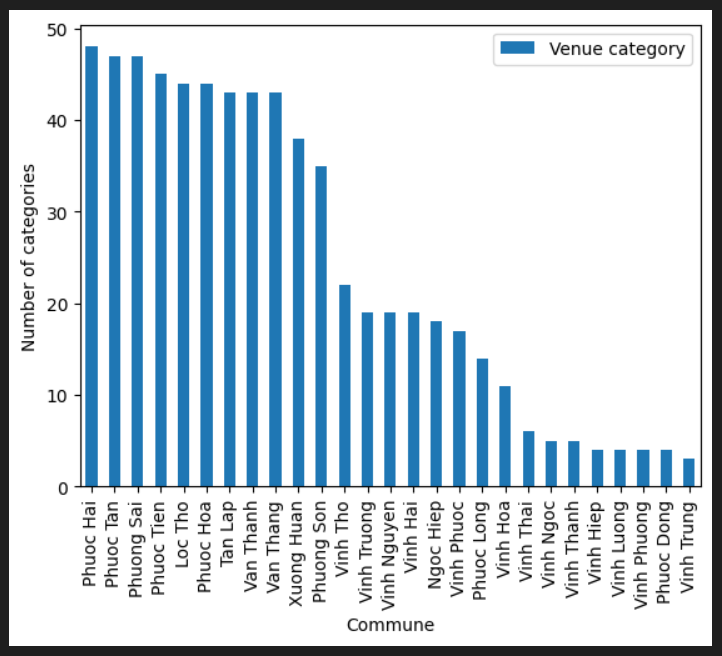 50
Venue category
40
30
20
10
0
Number of categories
Phuoc Hai
Phuoc Tan
Phuong Sai
Phuoc Tien
Loc Tho
Phuoc Hoa
Tan Lap
Van Thanh
Van Thang
Xuong Huan
Phuong Son
Vinh Tho
Vinh Truong
Vinh Nguyen
Vinh Hai
Ngoc Hiep
Vinh Phuoc
Phuoc Long
Vinh Hoa
Vinh Thai
Vinh Ngoc
Vinh Thanh
Vinh Hiep
Vinh Luong
Vinh Phuong
Phuoc Dong
Vinh Trung
Commune